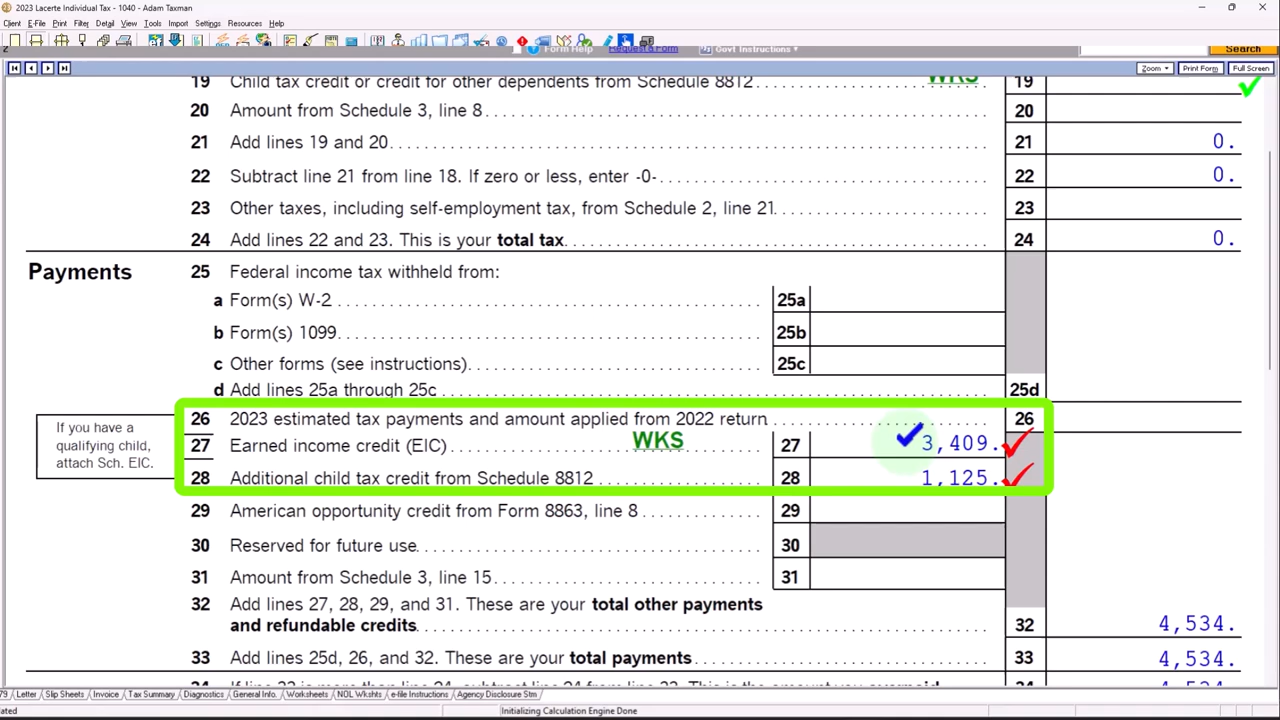 2023 Lacerte Individual Tax - 1040 - Adam Taxman
Client E-File Print Filter Detail View Tools Import Settings Resources Help
Form Help Request a Form Govt Instructions Search
Zoom Print Form Full Screen
19 Child tax credit or credit for other dependents from Schedule 8812 WKS 19
20 Amount from Schedule 3, line 8 20
21 Add lines 19 and 20. 21 0.
22 Subtract line 21 from line 18. If zero or less, enter -0- 22 0.
23 Other taxes, including self-employment tax, from Schedule 2, line 21 23
24 Add lines 22 and 23. This is your total tax 24 0.
Payments 25 Federal income tax withheld from:
a Form(s) W-2 25a
b Form(s) 1099 25b
c Other forms (see instructions) 25c
d Add lines 25a through 25c 25d
26 2023 estimated tax payments and amount applied from 2022 return 26
If you have a
qualifying child,
attach Sch. EIC.
27 Earned income credit (EIC) WKS 27 3,409.
28 Additional child tax credit from Schedule 8812 28 1,125.
29 American opportunity credit from Form 8863, line 8 29
30 Reserved for future use 30
31 Amount from Schedule 3, line 15 31
32 Add lines 27, 28, 29, and 31. These are your total other payments
and refundable credits 32 4,534.
33 Add lines 25d, 26, and 32. These are your total payments 33 4,534.
79 Letter Slip Sheets Invoice Tax Summary Diagnostics General Info. Worksheets NOL Wkshts e-file Instructions Agency Disclosure Stm
Initializing Calculation Engine Done